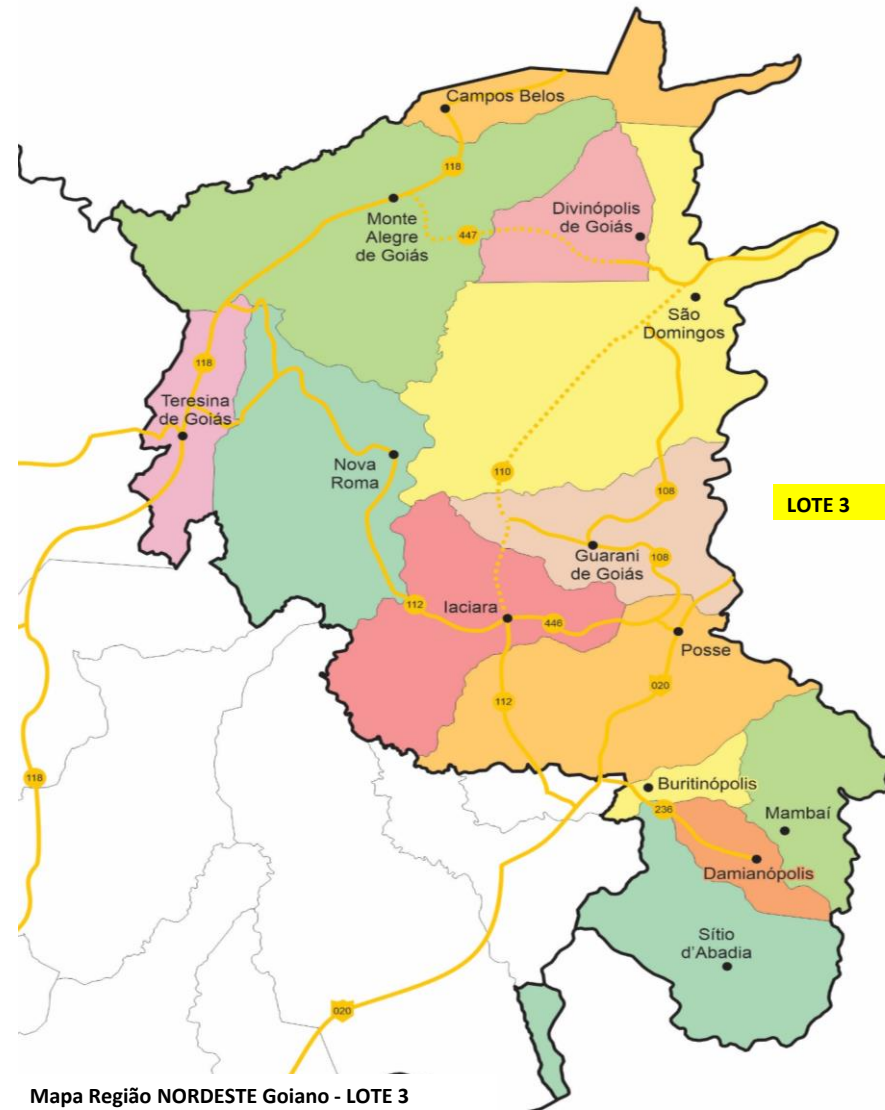 Campos Belos
118
Monte
Alegre
de Goiás
447
Divinópolis
de Goiás
São
Domingos
118
Teresina
de Goiás
Nova
Roma
110
108
LOTE 3
Guarani
de Goiás
108
112
Iaciara
446
Posse
020
112
118
Buritinópolis
236
Mambaí
Damianópolis
Sítio
d'Abadia
020
Mapa Região NORDESTE Goiano - LOTE 3